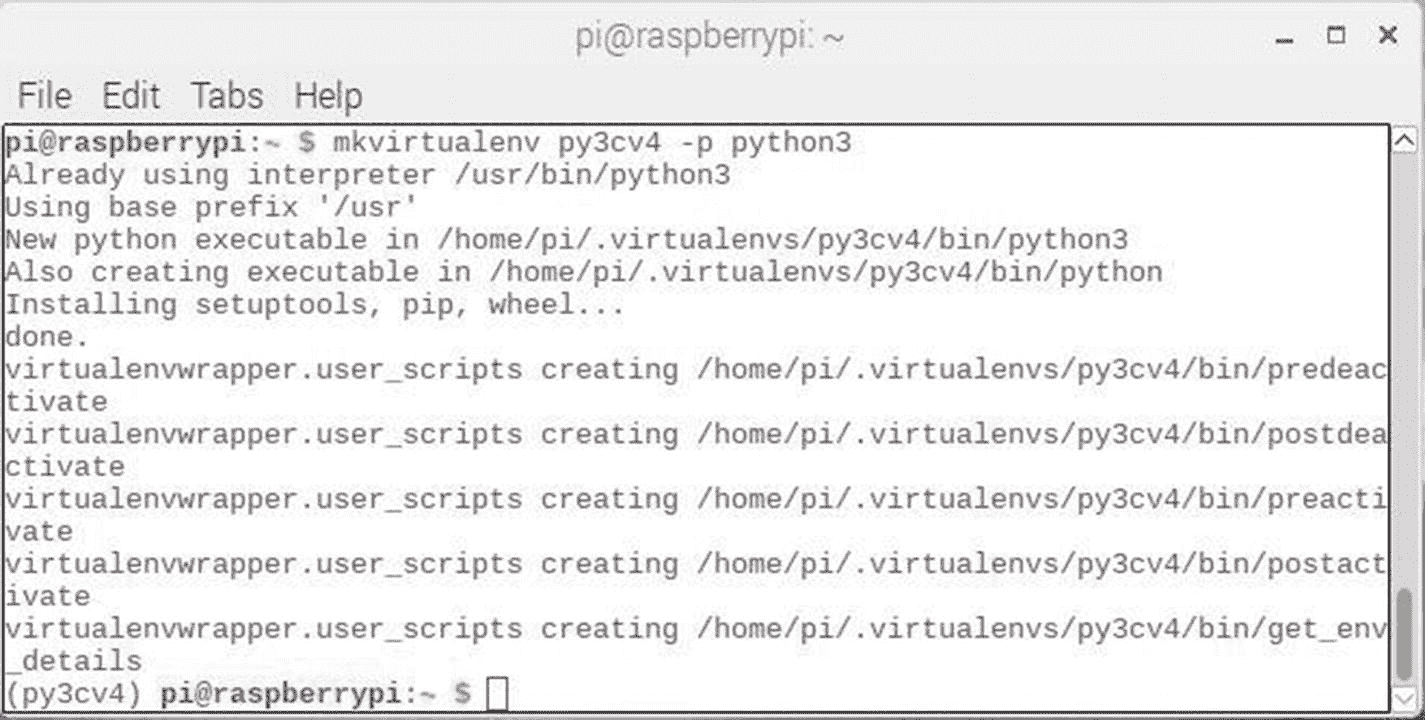 pi@raspberrypi: ~
File Edit Tabs Help
pi@raspberrypi:~ $ mkvirtualenv py3cv4 -p python3
Already using interpreter /usr/bin/python3
Using base prefix '/usr'
New python executable in /home/pi/.virtualenvs/py3cv4/bin/python3
Also creating executable in /home/pi/.virtualenvs/py3cv4/bin/python
Installing setuptools, pip, wheel...
done.
virtualenvwrapper.user_scripts creating /home/pi/.virtualenvs/py3cv4/bin/predeac
tivate
virtualenvwrapper.user_scripts creating /home/pi/.virtualenvs/py3cv4/bin/postdea
ctivate
virtualenvwrapper.user_scripts creating /home/pi/.virtualenvs/py3cv4/bin/preacti
vate
virtualenvwrapper.user_scripts creating /home/pi/.virtualenvs/py3cv4/bin/postact
ivate
virtualenvwrapper.user_scripts creating /home/pi/.virtualenvs/py3cv4/bin/get_env
_details
(py3cv4) pi@raspberrypi:~ $